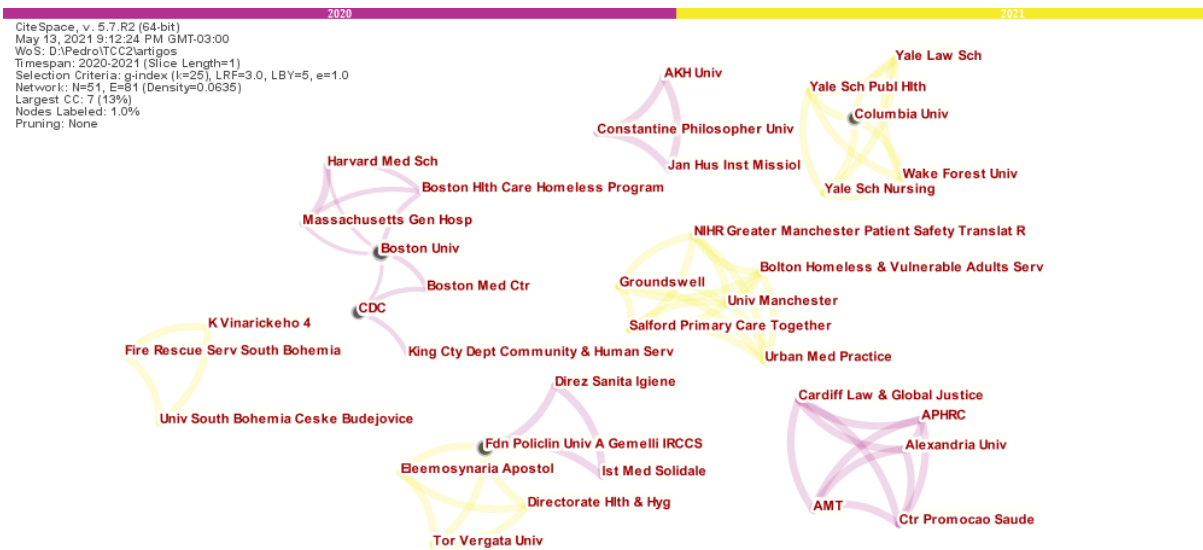 2020
2021
CiteSpace, v. 5.7.R2 (64-bit)
May 13, 2021 9:12:24 PM GMT-03:00
WoS: D:\Pedro\TCC2\artigos
Timespan: 2020-2021 (Slice Length=1)
Selection Criteria: g-index (k=25), LRF=3.0, LBY=5, e=1.0
Network: N=51, E=81 (Density=0.0635)
Largest CC: 7 (13%)
Nodes Labeled: 1.0%
Pruning: None
Yale Law Sch
AKH Univ
Yale Sch Publ Hlth
Columbia Univ
Constantine Philosopher Univ
Harvard Med Sch
Jan Hus Inst Missiol
Wake Forest Univ
Boston Hlth Care Homeless Program
Yale Sch Nursing
Massachusetts Gen Hosp
NIHR Greater Manchester Patient Safety Translat R
Boston Univ
Bolton Homeless & Vulnerable Adults Serv
Groundswell
Boston Med Ctr
Univ Manchester
CDC
K Vinarickeho 4
Salford Primary Care Together
Fire Rescue Serv South Bohemia
King Cty Dept Community & Human Serv
Urban Med Practice
Direz Sanita Igiene
Cardiff Law & Global Justice
Univ South Bohemia Ceske Budejovice
APHRC
Fdn Policlin Univ A Gemelli IRCCS
Alexandria Univ
Eleemosynaria Apostol
Ist Med Solidale
Directorate Hlth & Hyg
AMT
Ctr Promocao Saude
Tor Vergata Univ